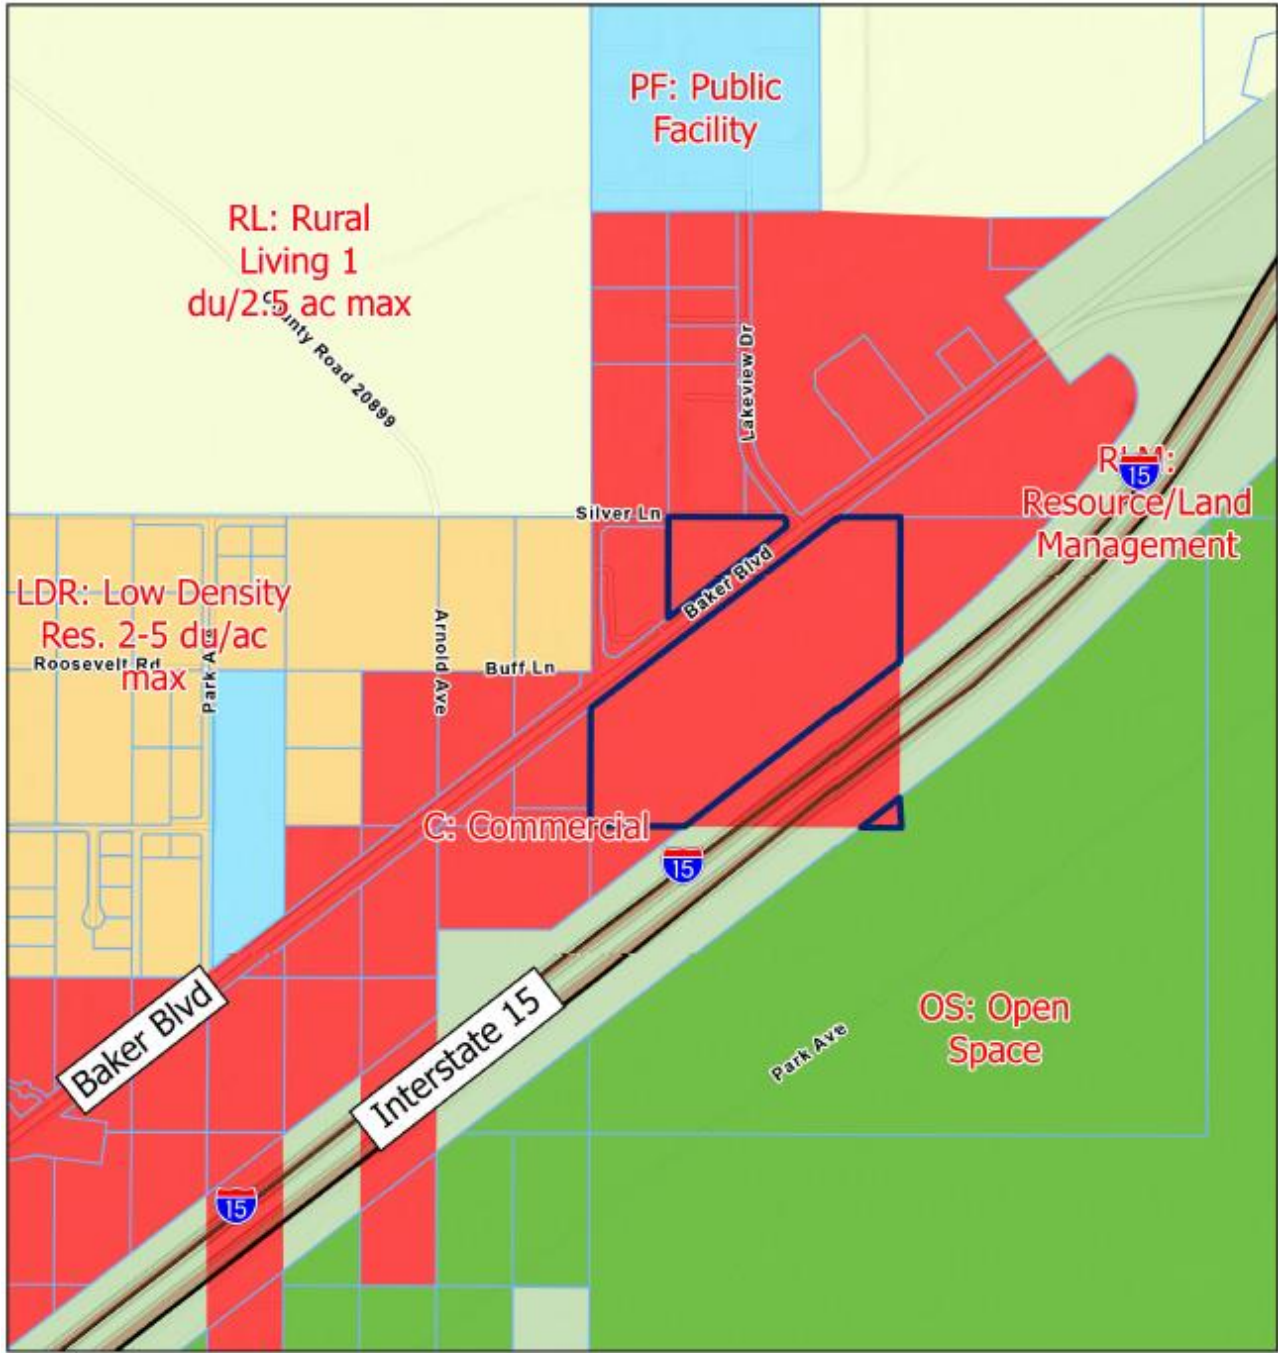 PF: Public
Facility
RL: Rural
Living 1
du/2.5 ac max
County Road 20899
Lakeview Dr
RLM:
15
Resource/Land
Management
Silver Ln
Baker Blvd
LDR: Low Density
Res. 2-5 du/ac
max
Roosevelt Rd
Park Ave
Arnold Ave
Buff Ln
C: Commercial
15
Baker Blvd
Interstate 15
OS: Open
Space
Park Ave
15